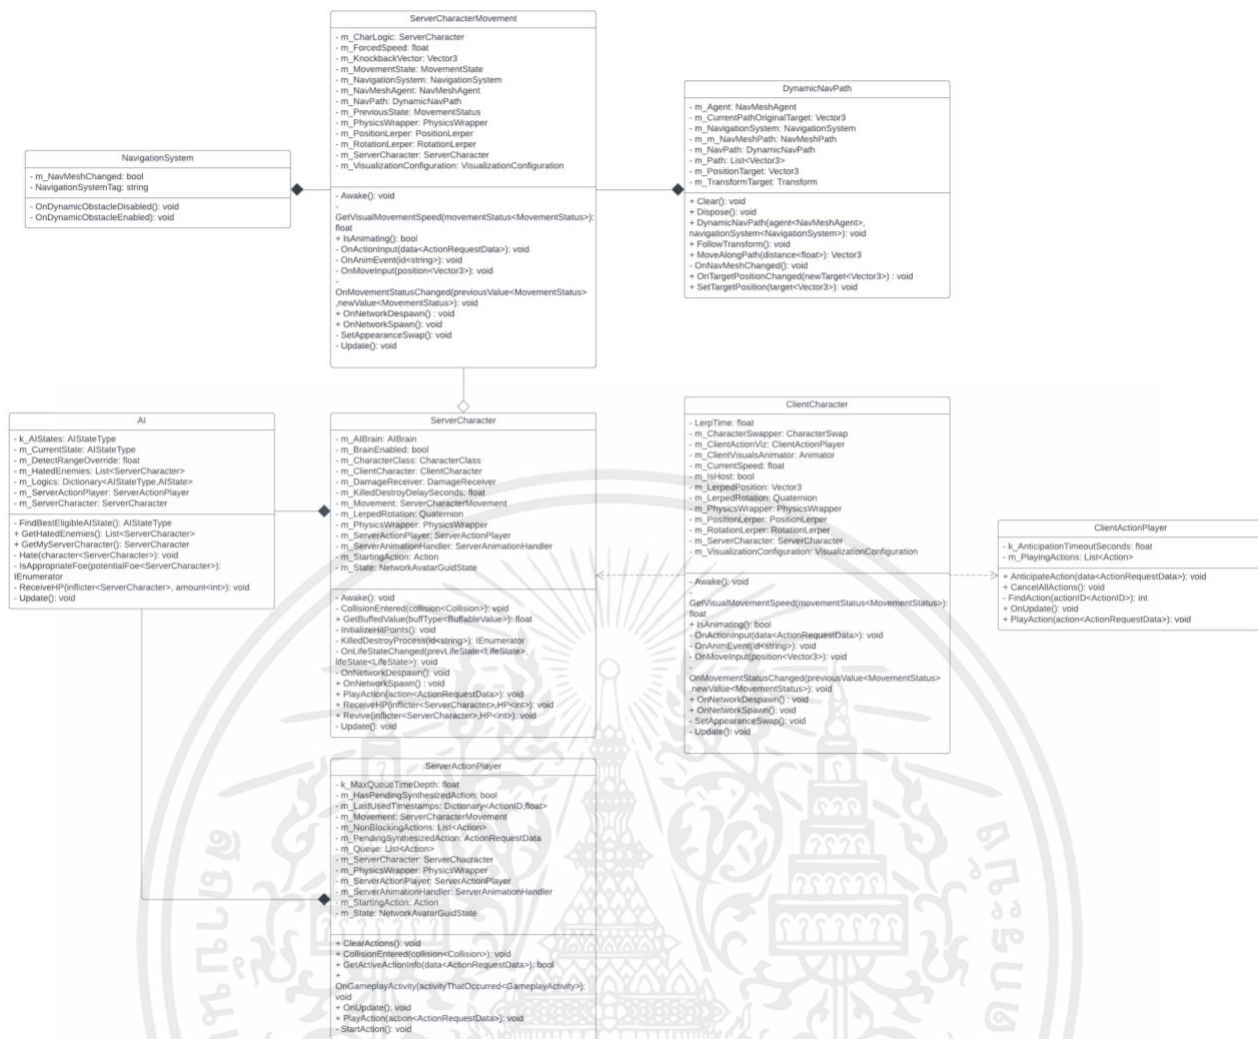 ServerCharacterMovement
- m_CharLogic: ServerCharacter
- m_ForcedSpeed: float
- m_KnockbackVector: Vector3
- m_MovementState: MovementState
- m_NavigationSystem: NavigationSystem
- m_NavMeshAgent: NavMeshAgent
- m_NavPath: DynamicNavPath
- m_PreviousState: MovementStatus
- m_PhysicsWrapper: PhysicsWrapper
- m_PositionLerper: PositionLerper
- m_RotationLerper: RotationLerper
- m_ServerCharacter: ServerCharacter
- m_VisualizationConfiguration: VisualizationConfiguration
- Awake(): void
-
GetVisualMovementSpeed(movementStatus<MovementStatus>):
float
+ IsAnimating(): bool
- OnActionInput(data<ActionRequestData>): void
- OnAnimEvent(id<string>): void
- OnMoveInput(position<Vector3>): void
-
OnMovementStatusChanged(previousValue<MovementStatus>
,newValue<MovementStatus>): void
+ OnNetworkDespawn() : void
+ OnNetworkSpawn(): void
- SetAppearanceSwap(): void
- Update(): void
NavigationSystem
- m_NavMeshChanged: bool
- NavigationSystemTag: string
- OnDynamicObstacleDisabled(): void
- OnDynamicObstacleEnabled): void
DynamicNavPath
- m_Agent: NavMeshAgent
- m_CurrentPathOriginalTarget: Vector3
- m_NavigationSystem: NavigationSystem
- m_m_NavMeshPath: NavMeshPath
- m_NavPath: DynamicNavPath
- m_Path: List<Vector3>
- m_PositionTarget: Vector3
- m_TransformTarget: Transform
+ Clear(): void
+ Dispose(): void
+ DynamicNavPath(agent<NavMeshAgent>,
navigationSystem<NavigationSystem>): void
+ FollowTransform(): void
+ MoveAlongPath(distance<float>): Vector3
- OnNavMeshChanged(): void
+ OnTargetPositionChanged(newTarget<Vector3>) : void
+ SetTargetPosition(target<Vector3>): void
AI
- k_AIStates: AIStateType
- m_CurrentState: AIStateType
- m_DetectRangeOverride: float
- m_HatedEnemies: List<ServerCharacter>
- m_Logics: Dictionary<AIStateType,AIState>
- m_ServerActionPlayer: ServerActionPlayer
- m_ServerCharacter: ServerCharacter
- FindBestEligibleAIState(): AIStateType
+ GetHatedEnemies(): List<ServerCharacter>
+ GetMyServerCharacter(): ServerCharacter
- Hate(character<ServerCharacter>): void
- IsAppropriateFoe(potentialFoe<ServerCharacter>):
IEnumerator
- ReceiveHP(inflicter<ServerCharacter>, amount<int>): void
- Update(): void
ServerCharacter
- m_AIBrain: AIBrain
- m_BrainEnabled: bool
- m_CharacterClass: CharacterClass
- m_ClientCharacter: ClientCharacter
- m_DamageReceiver: DamageReceiver
- m_KilledDestroyDelaySeconds: float
- m_Movement: ServerCharacterMovement
- m_LerpedRotation: Quaternion
- m_PhysicsWrapper: PhysicsWrapper
- m_ServerActionPlayer: ServerActionPlayer
- m_ServerAnimationHandler: ServerAnimationHandler
- m_StartingAction: Action
- m_State: NetworkAvatarGuidState
- Awake(): void
- CollisionEntered(collision<Collision>): void
+ GetBuffedValue(buffType<BuffableValue>): float
- InitializeHitPoints(): void
- KilledDestroyProcess(id<string>): IEnumerator
- OnLifeStateChanged(prevLifeState<LifeState>,
lifeState<LifeState>): void
- OnNetworkDespawn(): void
+ OnNetworkSpawn() : void
+ PlayAction(action<ActionRequestData>): void
+ ReceiveHP(inflicter<ServerCharacter>,HP<int>): void
+ Revive(inflicter<ServerCharacter>,HP<int>): void
- Update(): void
ClientCharacter
- LerpTime: float
- m_CharacterSwapper: CharacterSwap
- m_ClientActionViz: ClientActionPlayer
- m_ClientVisualsAnimator: Animator
- m_CurrentSpeed: float
- m_IsHost: bool
- m_LerpedPosition: Vector3
- m_LerpedRotation: Quaternion
- m_PhysicsWrapper: PhysicsWrapper
- m_PositionLerper: PositionLerper
- m_RotationLerper: RotationLerper
- m_ServerCharacter: ServerCharacter
- m_VisualizationConfiguration: VisualizationConfiguration
- Awake(): void
-
GetVisualMovementSpeed(movementStatus<MovementStatus>):
float
+ IsAnimating(): bool
- OnActionInput(data<ActionRequestData>): void
- OnAnimEvent(id<string>): void
- OnMoveInput(position<Vector3>): void
-
OnMovementStatusChanged(previousValue<MovementStatus>
,newValue<MovementStatus>): void
+ OnNetworkDespawn() : void
+ OnNetworkSpawn(): void
- SetAppearanceSwap(): void
- Update(): void
ClientActionPlayer
- k_AnticipationTimeoutSeconds: float
- m_PlayingActions: List<Action>
+ AnticipateAction(data<ActionRequestData>): void
+ CancelAllActions(): void
- FindAction(actionID<ActionID>): int
+ OnUpdate(): void
+ PlayAction(action<ActionRequestData>): void
ServerActionPlayer
- k_MaxQueueTimeDepth: float
- m_HasPendingSynthesizedAction: bool
- m_LastUsedTimestamps: Dictionary<ActionID,float>
- m_Movement: ServerCharacterMovement
- m_NonBlockingActions: List<Action>
- m_PendingSynthesizedAction: ActionRequestData
- m_Queue: List<Action>
- m_ServerCharacter: ServerChacracter
- m_PhysicsWrapper: PhysicsWrapper
- m_ServerActionPlayer: ServerActionPlayer
- m_ServerAnimationHandler: ServerAnimationHandler
- m_StartingAction: Action
- m_State: NetworkAvatarGuidState
+ ClearActions(): void
+ CollisionEntered(collision<Collision>): void
+ GetActiveActionInfo(data<ActionRequestData>): bool
+
OnGameplayActivity(activityThatOccurred<GameplayActivity>):
void
+ OnUpdate(): void
+ PlayAction(action<ActionRequestData>): void
- StartAction(): void